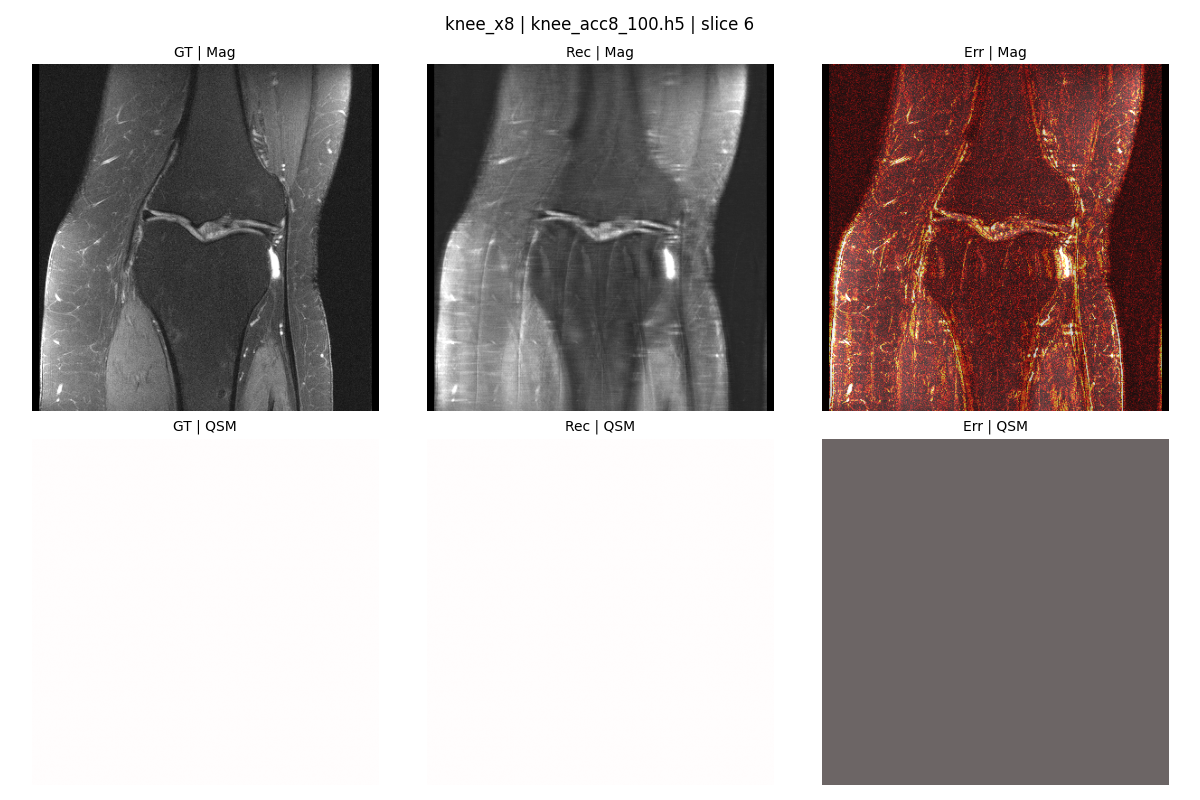 knee_x8 | knee_acc8_100.h5 | slice 6
GT | Mag
Rec | Mag
Err | Mag
GT | QSM
Rec | QSM
Err | QSM